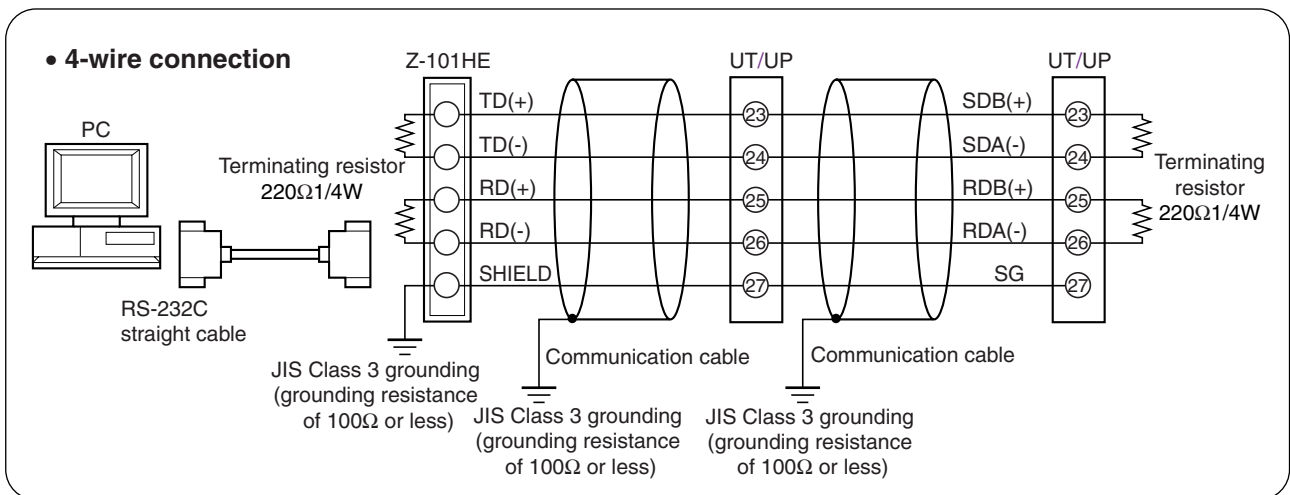 • 4-wire connection
Z-101HE
UT/UP
UT/UP
PC
TD(+)
TD(-)
RD(+)
RD(-)
SHIELD
Terminating resistor
220Ω1/4W
23
24
25
26
27
SDB(+)
SDA(-)
RDB(+)
RDA(-)
SG
23
24
25
26
27
Terminating
resistor
220Ω1/4W
RS-232C
straight cable
Communication cable
Communication cable
JIS Class 3 grounding
(grounding resistance
of 100Ω or less)
JIS Class 3 grounding
(grounding resistance
of 100Ω or less)
JIS Class 3 grounding
(grounding resistance
of 100Ω or less)